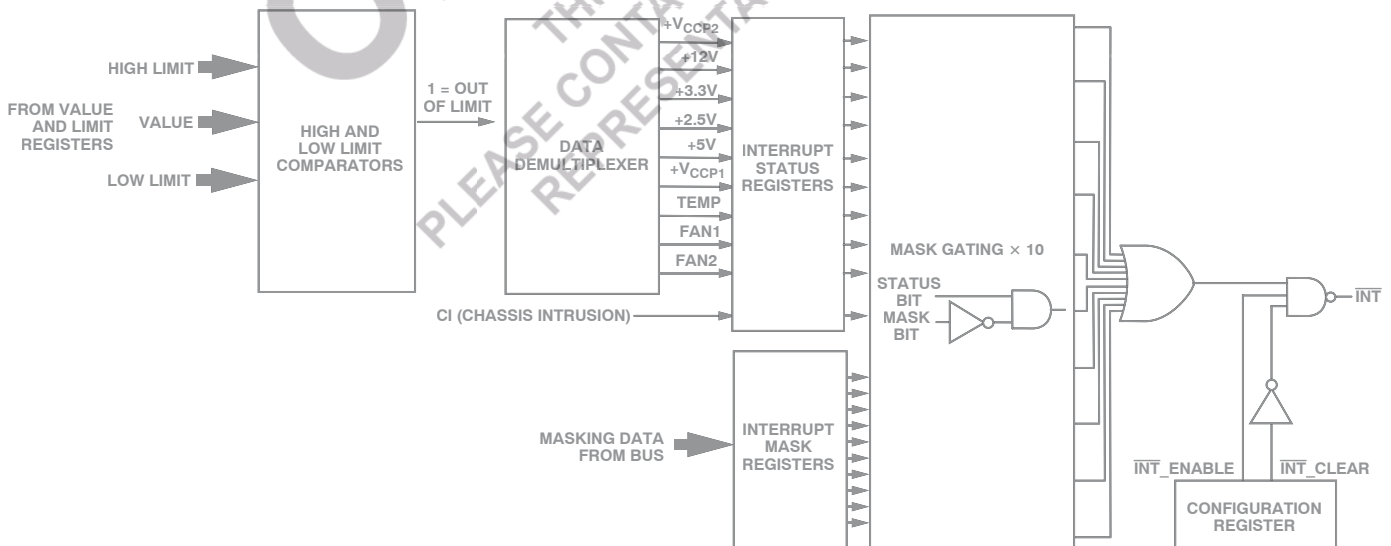 HIGH LIMIT
FROM VALUE
AND LIMIT
REGISTERS
VALUE
LOW LIMIT
HIGH AND
LOW LIMIT
COMPARATORS
1 = OUT
OF LIMIT
DATA
DEMULTIPLEXER
+VCCP2
+12V
+3.3V
+2.5V
+5V
+VCCP1
TEMP
FAN1
FAN2
CI (CHASSIS INTRUSION)
INTERRUPT
STATUS
REGISTERS
MASKING DATA
FROM BUS
INTERRUPT
MASK
REGISTERS
MASK GATING × 10
STATUS
BIT
MASK
BIT
INT
INT_ENABLE
INT_CLEAR
CONFIGURATION
REGISTER
PLEASE CONTA
REPRESENTA